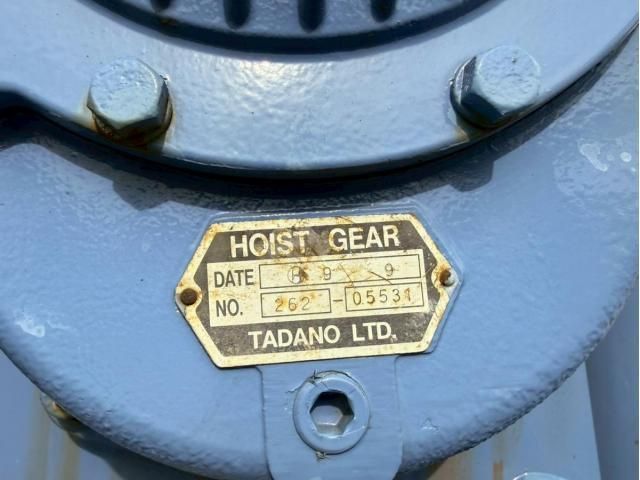 HOIST GEAR
DATE Ⓗ 9 9
NO. 262-05531
TADANO LTD.